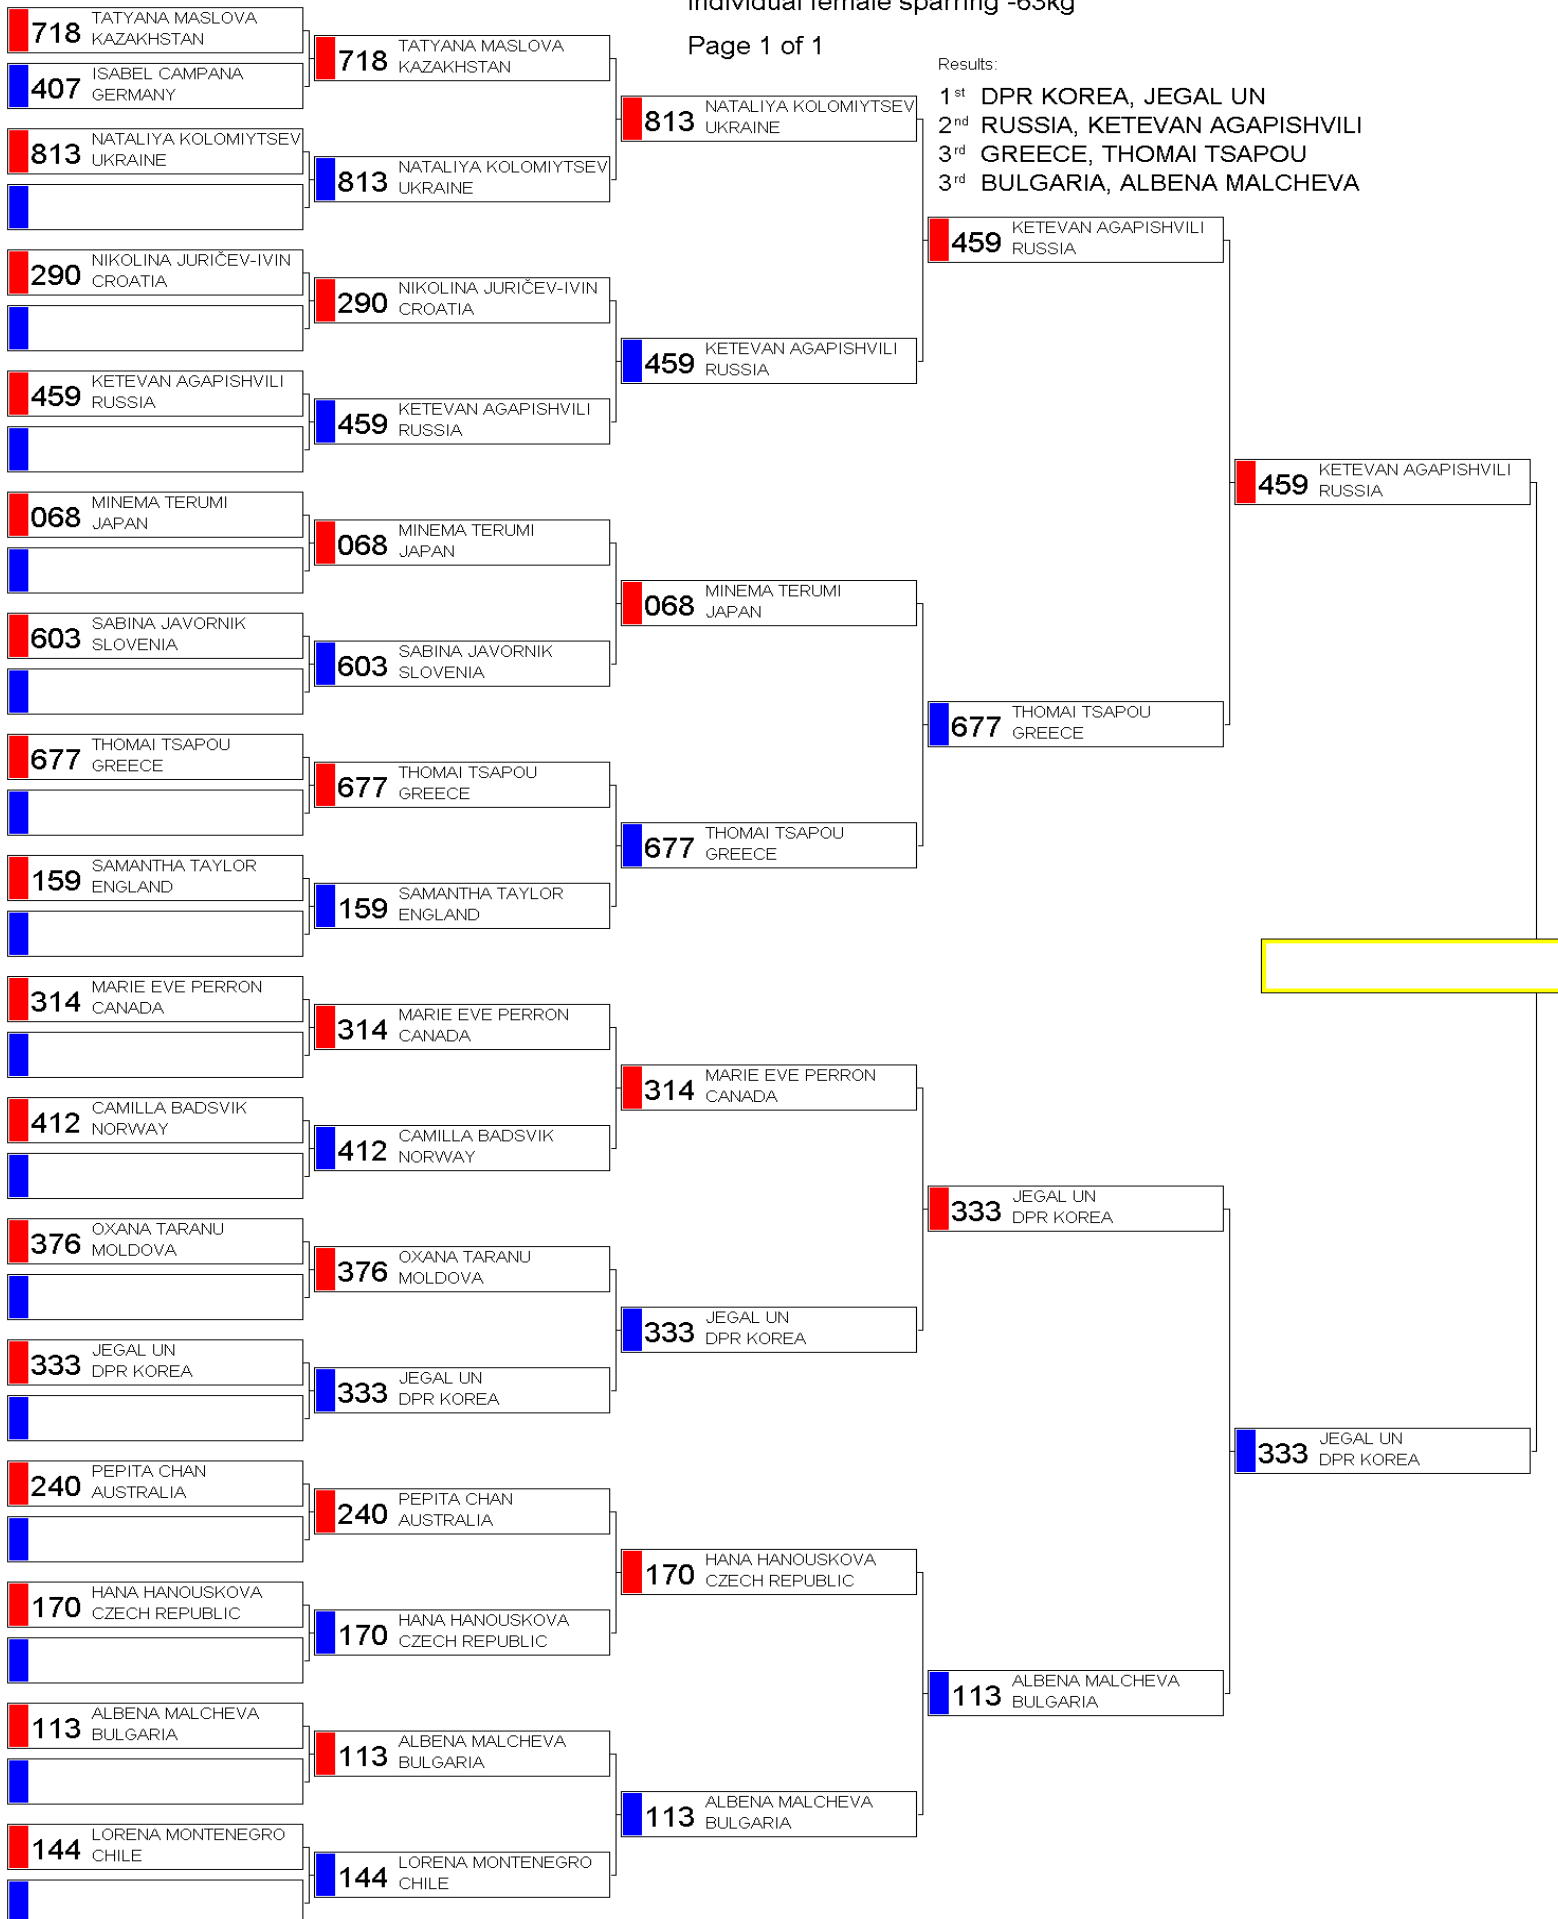 individual female sparring -63kg
Page 1 of 1
Results:
1st DPR KOREA, JEGAL UN
2nd RUSSIA, KETEVAN AGAPISHVILI
3rd GREECE, THOMAI TSAPOU
3rd BULGARIA, ALBENA MALCHEVA
718 TATYANA MASLOVA
KAZAKHSTAN
407 ISABEL CAMPANA
GERMANY
813 NATALIYA KOLOMIYTSEV
UKRAINE
290 NIKOLINA JURIČEV-IVIN
CROATIA
459 KETEVAN AGAPISHVILI
RUSSIA
068 MINEMA TERUMI
JAPAN
603 SABINA JAVORNIK
SLOVENIA
677 THOMAI TSAPOU
GREECE
159 SAMANTHA TAYLOR
ENGLAND
314 MARIE EVE PERRON
CANADA
412 CAMILLA BADSVIK
NORWAY
376 OXANA TARANU
MOLDOVA
333 JEGAL UN
DPR KOREA
240 PEPITA CHAN
AUSTRALIA
170 HANA HANOUSKOVA
CZECH REPUBLIC
113 ALBENA MALCHEVA
BULGARIA
144 LORENA MONTENEGRO
CHILE
718 TATYANA MASLOVA
KAZAKHSTAN
813 NATALIYA KOLOMIYTSEV
UKRAINE
290 NIKOLINA JURIČEV-IVIN
CROATIA
459 KETEVAN AGAPISHVILI
RUSSIA
068 MINEMA TERUMI
JAPAN
603 SABINA JAVORNIK
SLOVENIA
677 THOMAI TSAPOU
GREECE
159 SAMANTHA TAYLOR
ENGLAND
314 MARIE EVE PERRON
CANADA
412 CAMILLA BADSVIK
NORWAY
376 OXANA TARANU
MOLDOVA
333 JEGAL UN
DPR KOREA
240 PEPITA CHAN
AUSTRALIA
170 HANA HANOUSKOVA
CZECH REPUBLIC
113 ALBENA MALCHEVA
BULGARIA
144 LORENA MONTENEGRO
CHILE
813 NATALIYA KOLOMIYTSEV
UKRAINE
459 KETEVAN AGAPISHVILI
RUSSIA
068 MINEMA TERUMI
JAPAN
677 THOMAI TSAPOU
GREECE
314 MARIE EVE PERRON
CANADA
333 JEGAL UN
DPR KOREA
170 HANA HANOUSKOVA
CZECH REPUBLIC
113 ALBENA MALCHEVA
BULGARIA
459 KETEVAN AGAPISHVILI
RUSSIA
677 THOMAI TSAPOU
GREECE
333 JEGAL UN
DPR KOREA
113 ALBENA MALCHEVA
BULGARIA
459 KETEVAN AGAPISHVILI
RUSSIA
333 JEGAL UN
DPR KOREA